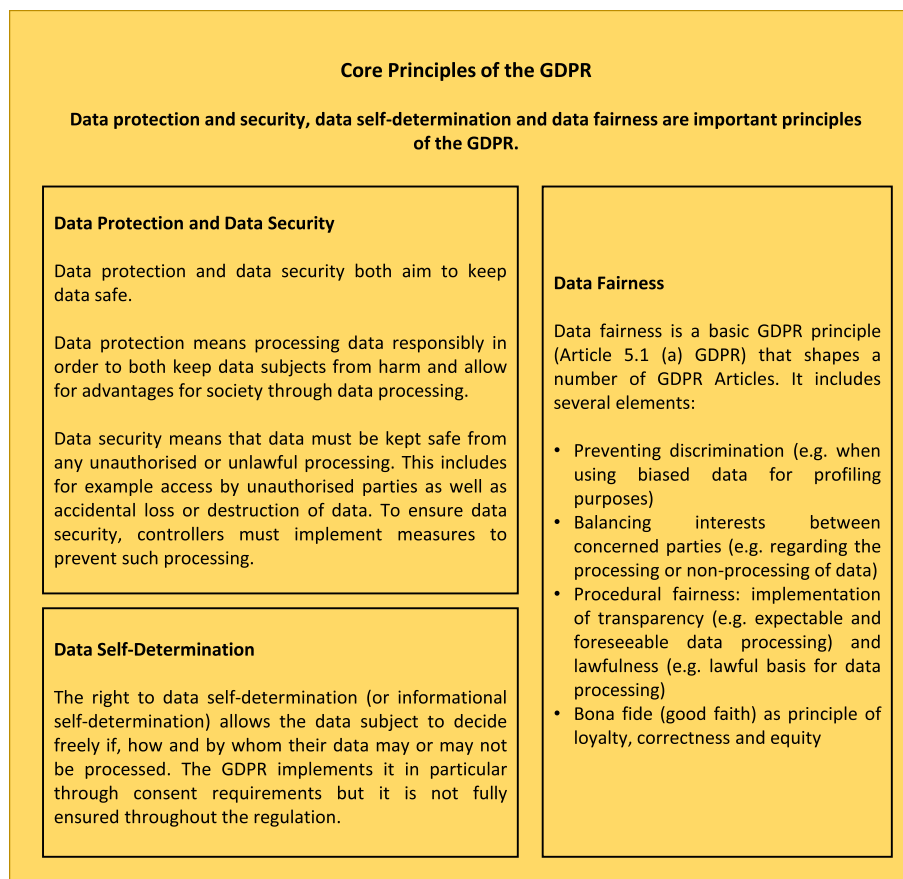 Core Principles of the GDPR
Data protection and security, data self-determination and data fairness are important principles
of the GDPR.
Data Protection and Data Security
Data protection and data security both aim to keep
data safe.
Data protection means processing data responsibly in
order to both keep data subjects from harm and allow
for advantages for society through data processing.
Data security means that data must be kept safe from
any unauthorised or unlawful processing. This includes
for example access by unauthorised parties as well as
accidental loss or destruction of data. To ensure data
security, controllers must implement measures to
prevent such processing.
Data Self-Determination
The right to data self-determination (or informational
self-determination) allows the data subject to decide
freely if, how and by whom their data may or may not
be processed. The GDPR implements it in particular
through consent requirements but it is not fully
ensured throughout the regulation.
Data Fairness
Data fairness is a basic GDPR principle
(Article 5.1 (a) GDPR) that shapes a
number of GDPR Articles. It includes
several elements:
• Preventing discrimination (e.g. when
using biased data for profiling
purposes)
• Balancing interests between
concerned parties (e.g. regarding the
processing or non-processing of data)
• Procedural fairness: implementation
of transparency (e.g. expectable and
foreseeable data processing) and
lawfulness (e.g. lawful basis for data
processing)
• Bona fide (good faith) as principle of
loyalty, correctness and equity